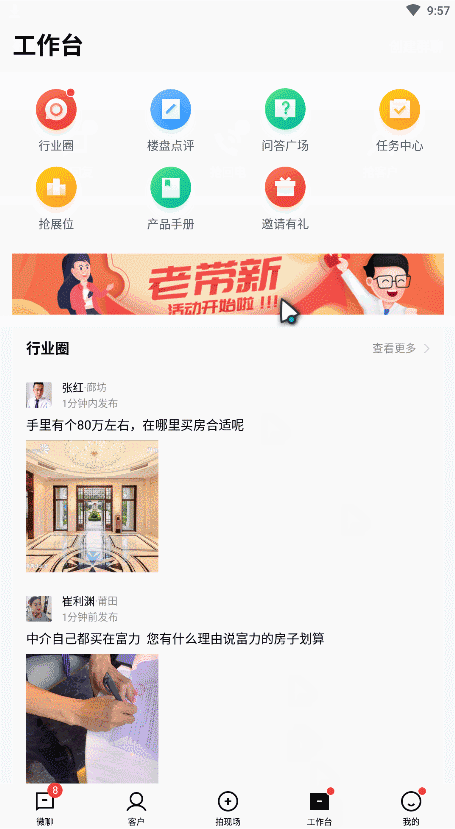 9:57
工作台
行业圈
楼盘点评
问答广场
任务中心
抢展位
产品手册
邀请有礼
老带新
活动开始啦 !!!
行业圈
查看更多
张红·廊坊
1分钟内发布
手里有个80万左右，在哪里买房合适呢
崔利渊·莆田
1分钟前发布
中介自己都买在富力 您有什么理由说富力的房子划算
8
微聊
客户
拍现场
工作台
我的